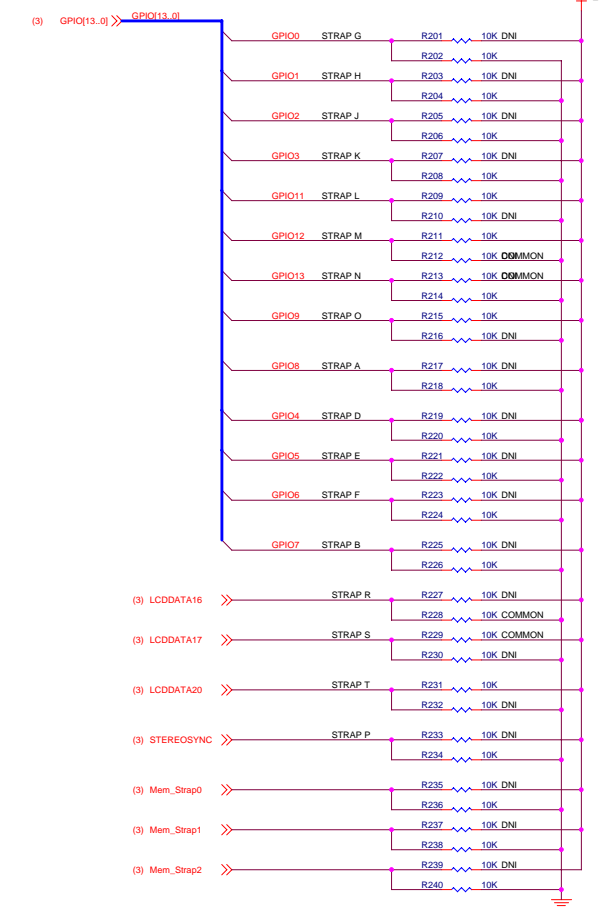 (3) GPIO[13..0] GPIO[13..0]
GPIO0 STRAP G R201 10K DNI
R202 10K
GPIO1 STRAP H R203 10K DNI
R204 10K
GPIO2 STRAP J R205 10K DNI
R206 10K
GPIO3 STRAP K R207 10K DNI
R208 10K
GPIO11 STRAP L R209 10K
R210 10K DNI
GPIO12 STRAP M R211 10K
R212 10K COMMON
GPIO13 STRAP N R213 10K COMMON
R214 10K
GPIO9 STRAP O R215 10K
R216 10K DNI
GPIO8 STRAP A R217 10K DNI
R218 10K
GPIO4 STRAP D R219 10K DNI
R220 10K
GPIO5 STRAP E R221 10K DNI
R222 10K
GPIO6 STRAP F R223 10K DNI
R224 10K
GPIO7 STRAP B R225 10K DNI
R226 10K
(3) LCDDATA16 STRAP R R227 10K DNI
R228 10K COMMON
(3) LCDDATA17 STRAP S R229 10K COMMON
R230 10K DNI
(3) LCDDATA20 STRAP T R231 10K
R232 10K DNI
(3) STEREOSYNC STRAP P R233 10K DNI
R234 10K
(3) Mem_Strap0 R235 10K DNI
R236 10K
(3) Mem_Strap1 R237 10K DNI
R238 10K
(3) Mem_Strap2 R239 10K DNI
R240 10K